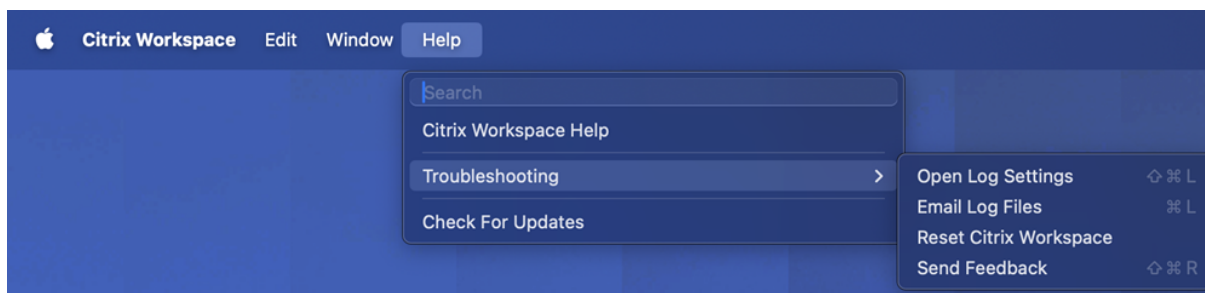 Citrix Workspace Edit Window Help
Search
Citrix Workspace Help
Troubleshooting
Check For Updates
Open Log Settings ⇧⌘L
Email Log Files ⌘L
Reset Citrix Workspace
Send Feedback ⇧⌘R